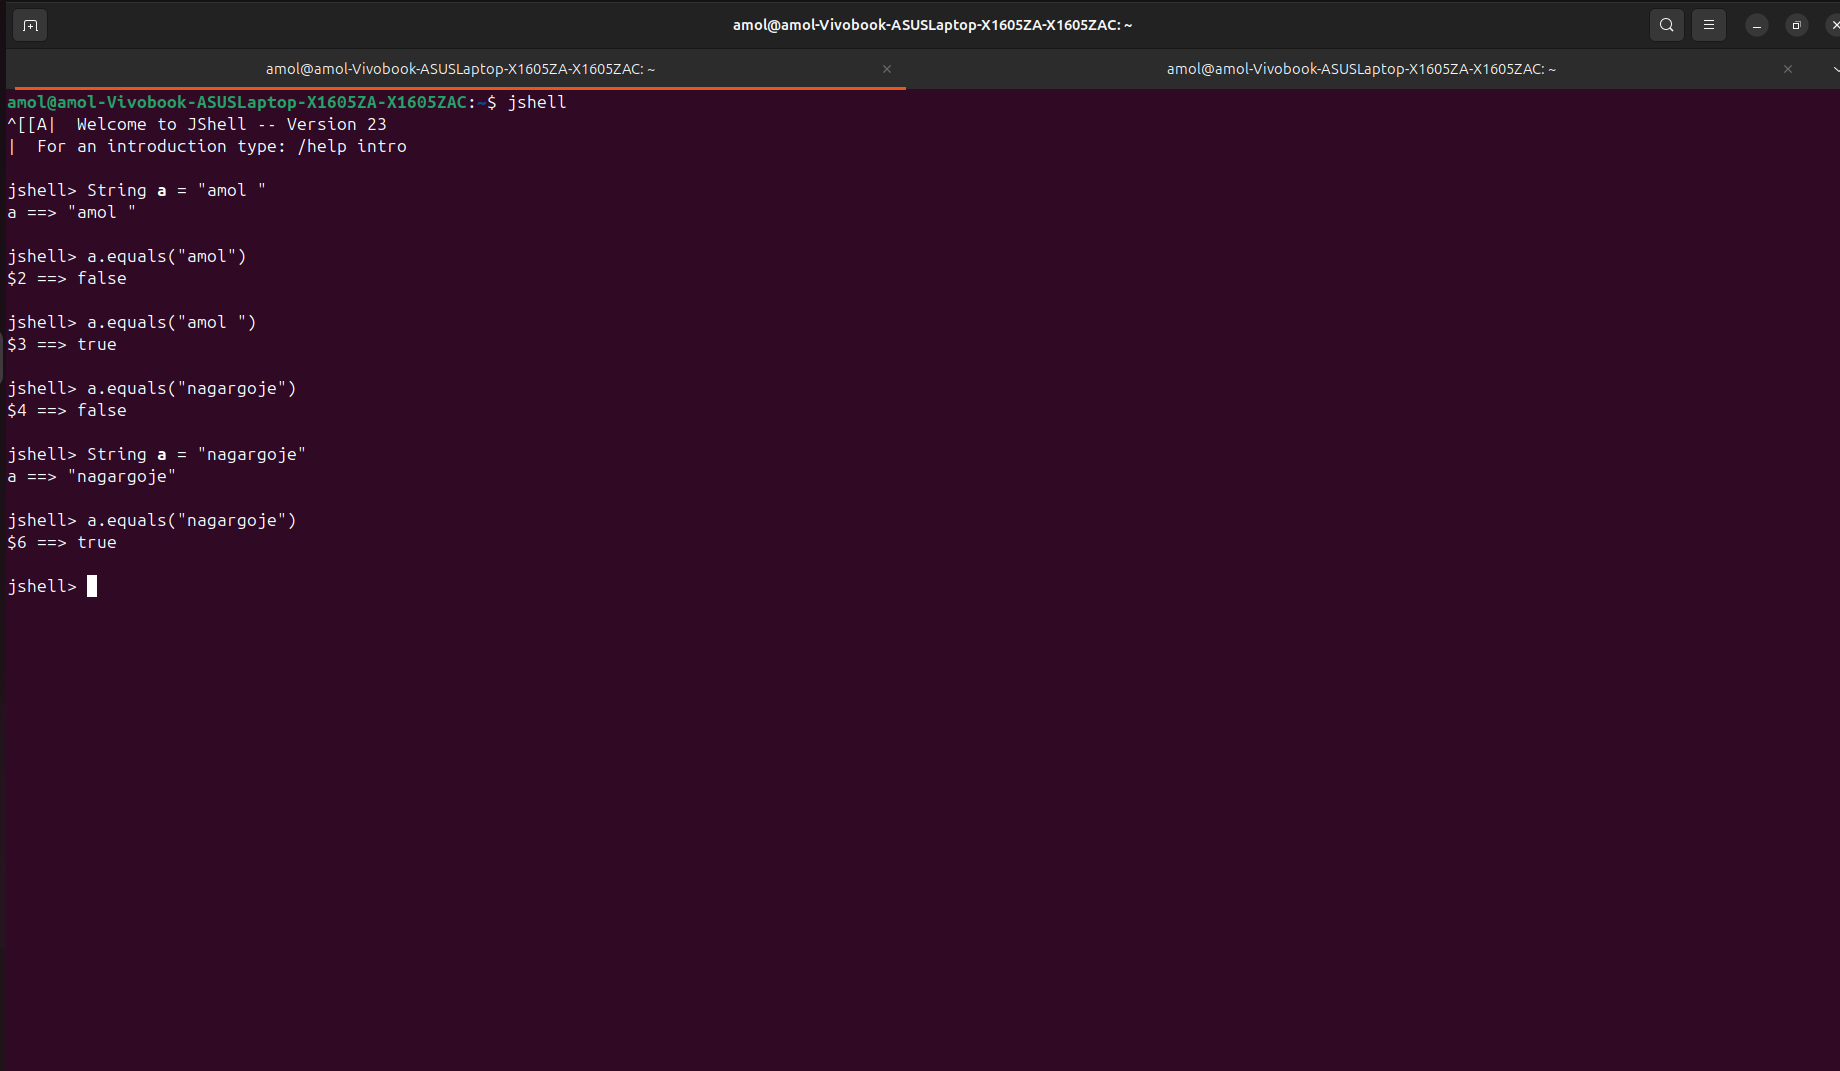 amol@amol-Vivobook-ASUSLaptop-X1605ZA-X1605ZAC: ~
amol@amol-Vivobook-ASUSLaptop-X1605ZA-X1605ZAC: ~
amol@amol-Vivobook-ASUSLaptop-X1605ZA-X1605ZAC: ~
amol@amol-Vivobook-ASUSLaptop-X1605ZA-X1605ZAC:~$ jshell
^[[A|  Welcome to JShell -- Version 23
|  For an introduction type: /help intro
jshell> String a = "amol "
a ==> "amol "
jshell> a.equals("amol")
$2 ==> false
jshell> a.equals("amol ")
$3 ==> true
jshell> a.equals("nagargoje")
$4 ==> false
jshell> String a = "nagargoje"
a ==> "nagargoje"
jshell> a.equals("nagargoje")
$6 ==> true
jshell>